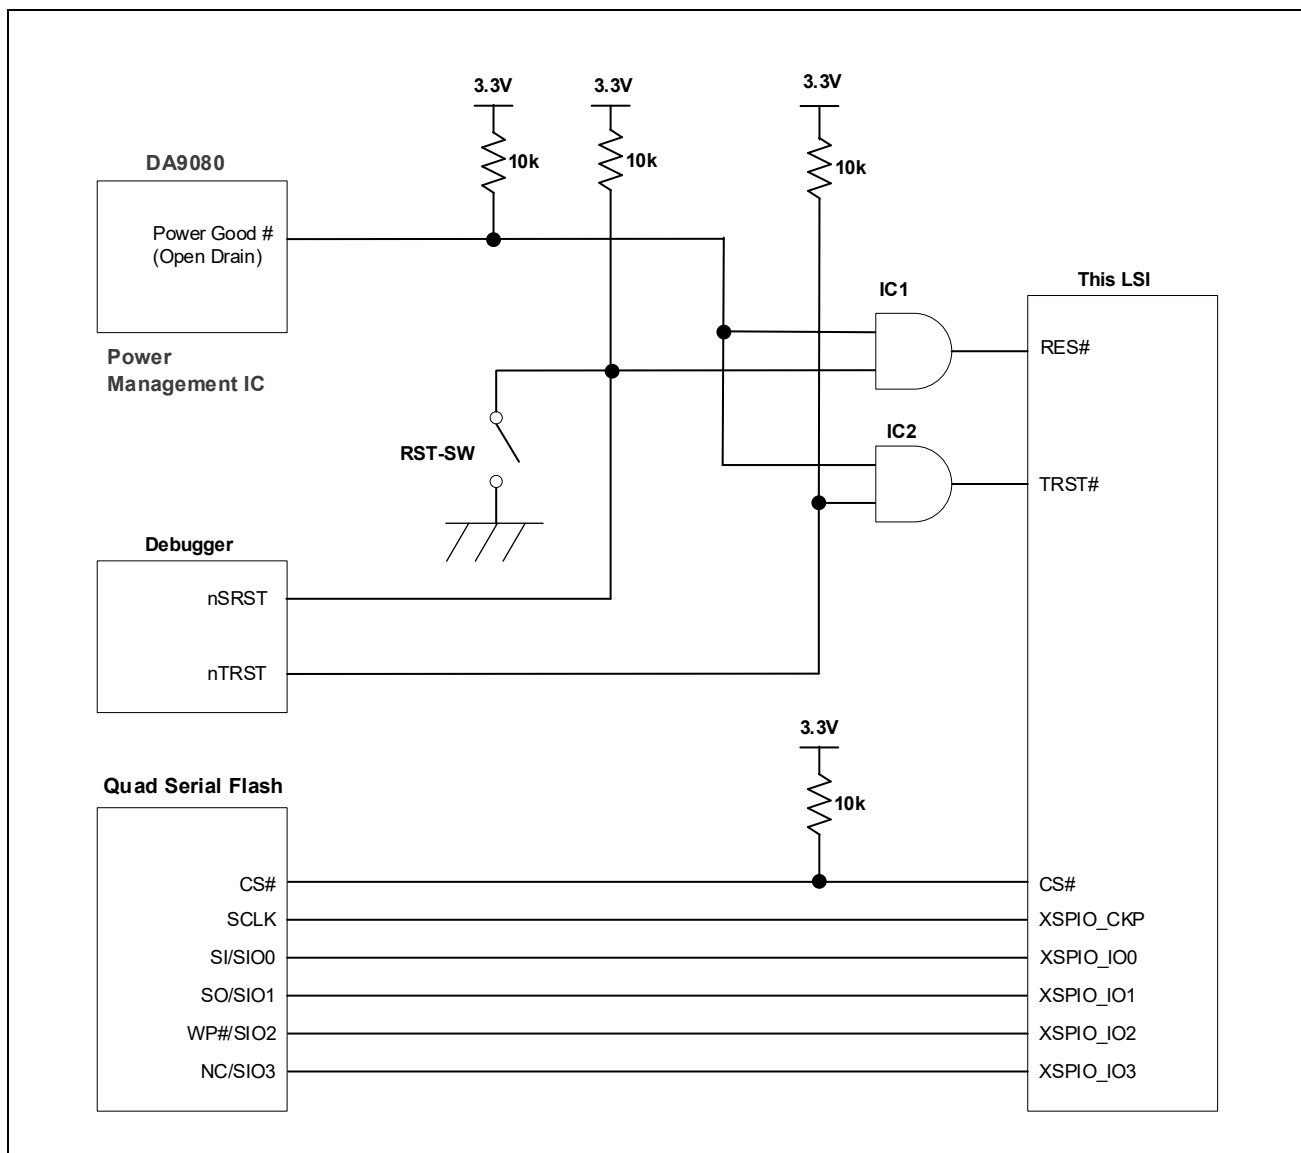 3.3V
3.3V
3.3V
10k
10k
10k
DA9080
Power Good #
(Open Drain)
Power
Management IC
IC1
This LSI
RES#
IC2
TRST#
RST-SW
Debugger
nSRST
nTRST
3.3V
10k
Quad Serial Flash
CS#
CS#
SCLK
XSPIO_CKP
SI/SIO0
XSPIO_IO0
SO/SIO1
XSPIO_IO1
WP#/SIO2
XSPIO_IO2
NC/SIO3
XSPIO_IO3